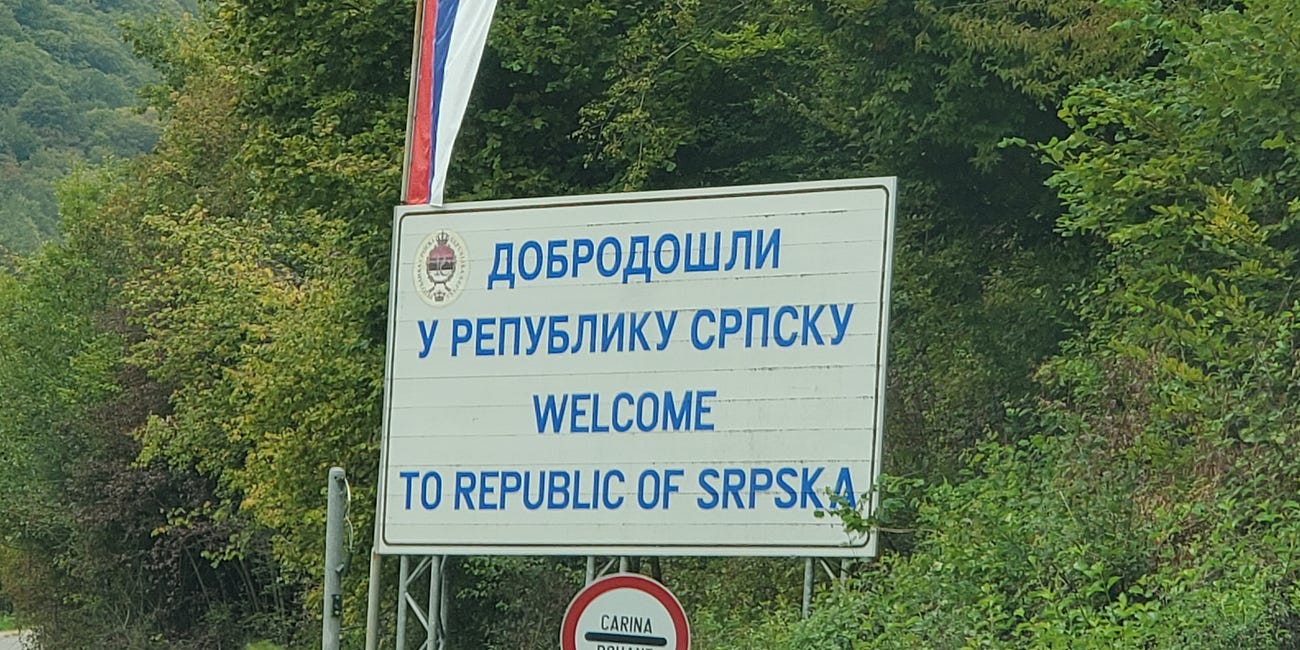 ДОБРОДОШЛИ
У РЕПУБЛИКУ СРПСКУ
WELCOME
TO REPUBLIC OF SRPSKA
CARINA